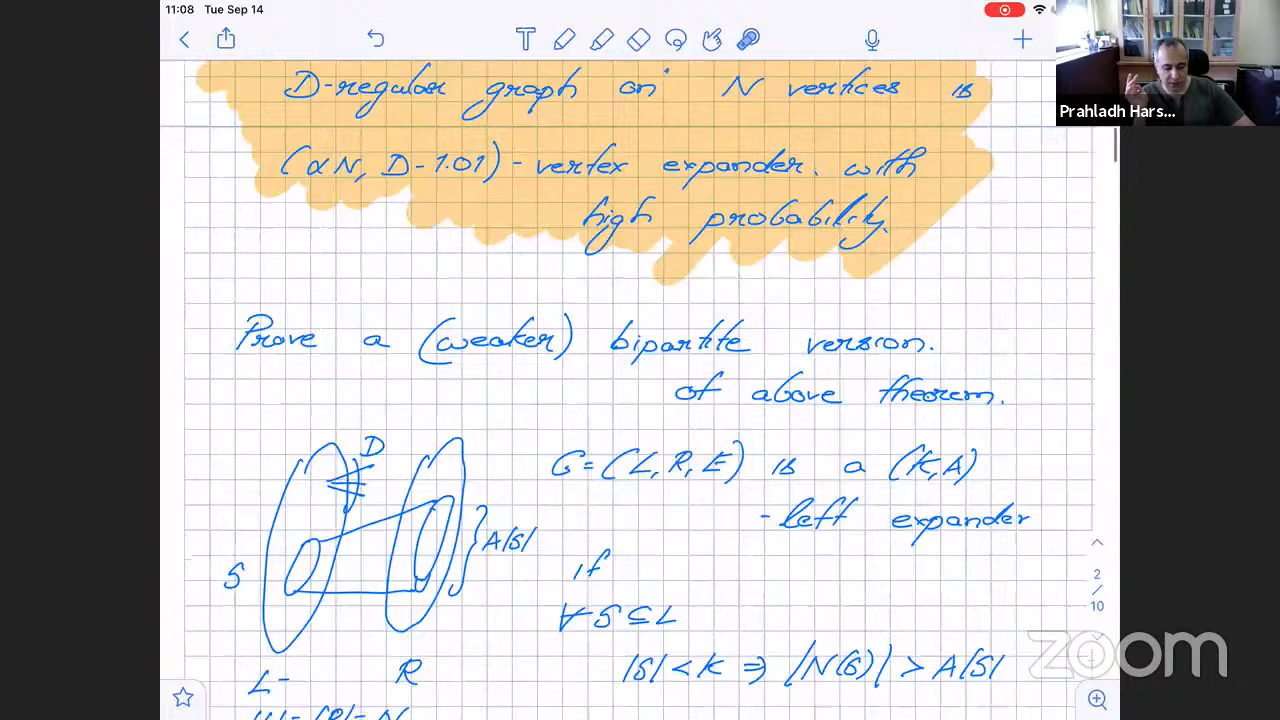 11:08 Tue Sep 14
D-regular graph on N vertices is
(αN, D-1.01) - vertex expander. with
high probability.
Prove a (weaker) bipartite version.
of above theorem.
D
G = (L, R, E) is a (K, A)
- left expander
S
A|S|
if
∀ S ⊆ L
|S| < K ⇒ |N(S)| > A|S|
L-
R
|L| = |R| = N
Prahladh Hars...
2
/
10
zoom